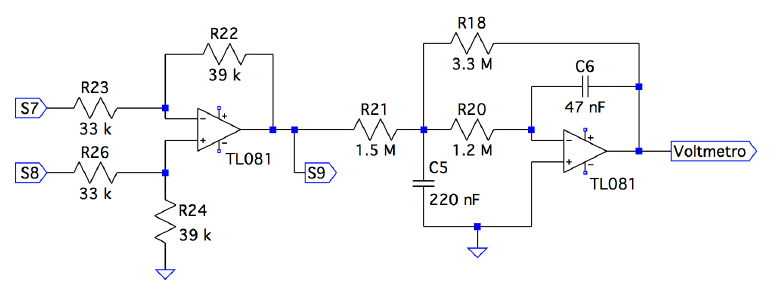 R22
39 k
S7
R23
33 k
+
−
−
+
TL081
S8
R26
33 k
R24
39 k
S9
R21
1.5 M
R18
3.3 M
R20
1.2 M
C5
220 nF
C6
47 nF
+
−
−
+
TL081
Voltmetro